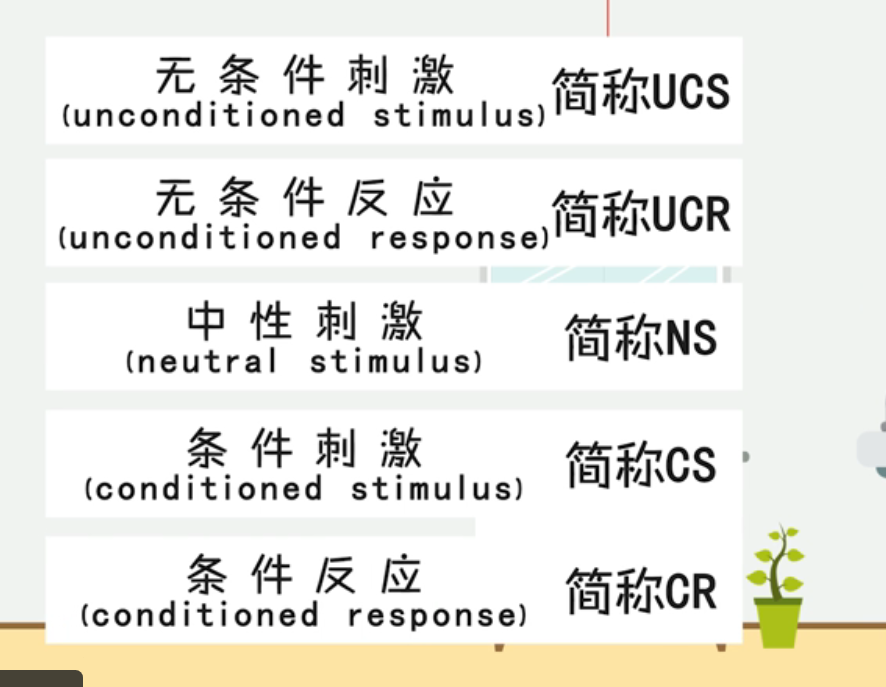 无条件刺激
(unconditioned stimulus)
简称UCS
无条件反应
(unconditioned response)
简称UCR
中性刺激
(neutral stimulus)
简称NS
条件刺激
(conditioned stimulus)
简称CS
条件反应
(conditioned response)
简称CR